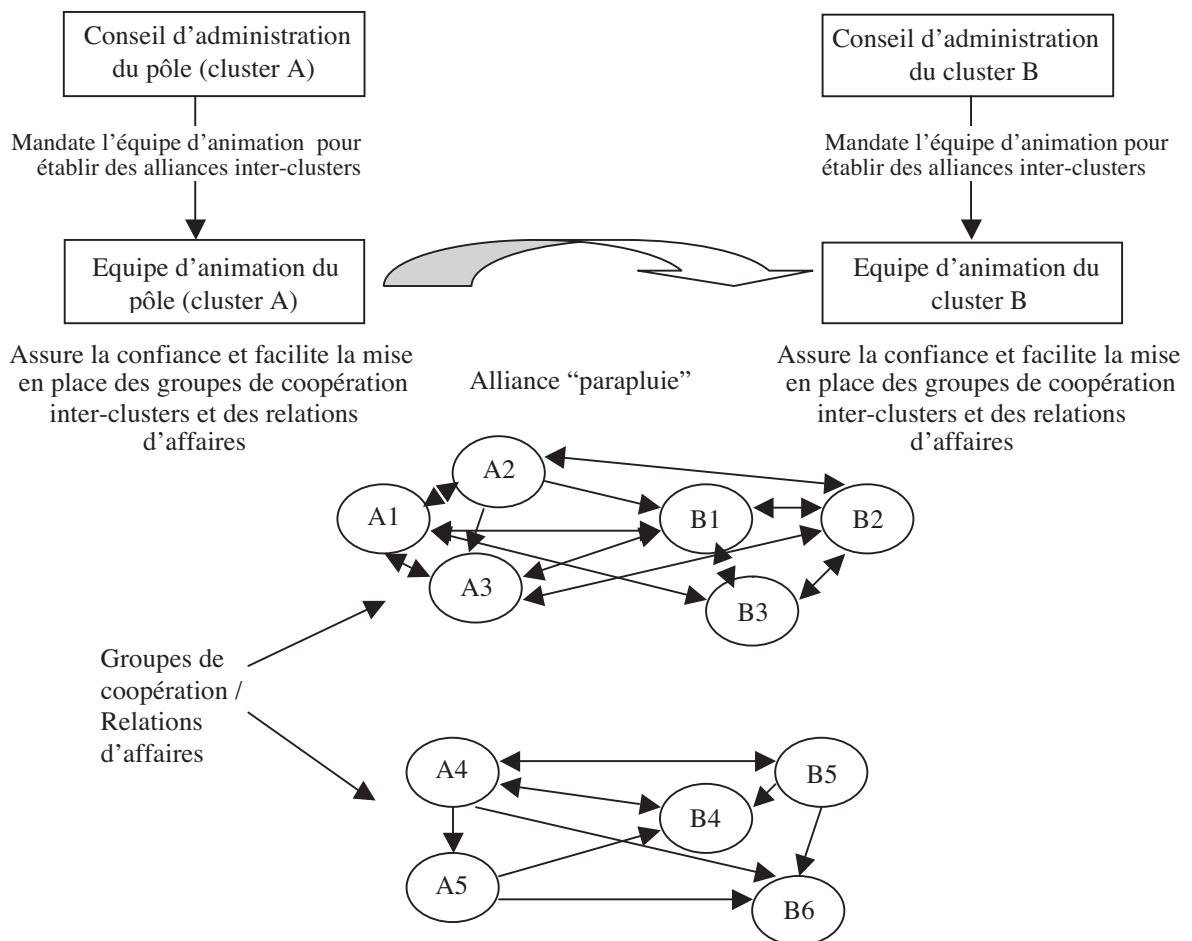 Conseil d’administration
du pôle (cluster A)
Conseil d’administration
du cluster B
Mandate l’équipe d’animation pour
établir des alliances inter-clusters
Mandate l’équipe d’animation pour
établir des alliances inter-clusters
Equipe d’animation du
pôle (cluster A)
Equipe d’animation du
cluster B
Assure la confiance et facilite la mise
en place des groupes de coopération
inter-clusters et des relations
d’affaires
Alliance “parapluie”
Assure la confiance et facilite la mise
en place des groupes de coopération
inter-clusters et des relations
d’affaires
A2
A1
B1
B2
A3
B3
Groupes de
coopération /
Relations
d’affaires
A4
B5
B4
A5
B6